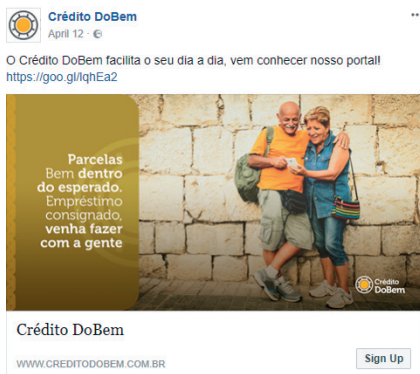 Crédito DoBem
April 12 ·
O Crédito DoBem facilita o seu dia a dia, vem conhecer nosso portal!
https://goo.gl/lqhEa2
Parcelas
Bem dentro
do esperado.
Empréstimo
consignado,
venha fazer
com a gente
Crédito
DoBem
Crédito DoBem
WWW.CREDITODOBEM.COM.BR
Sign Up